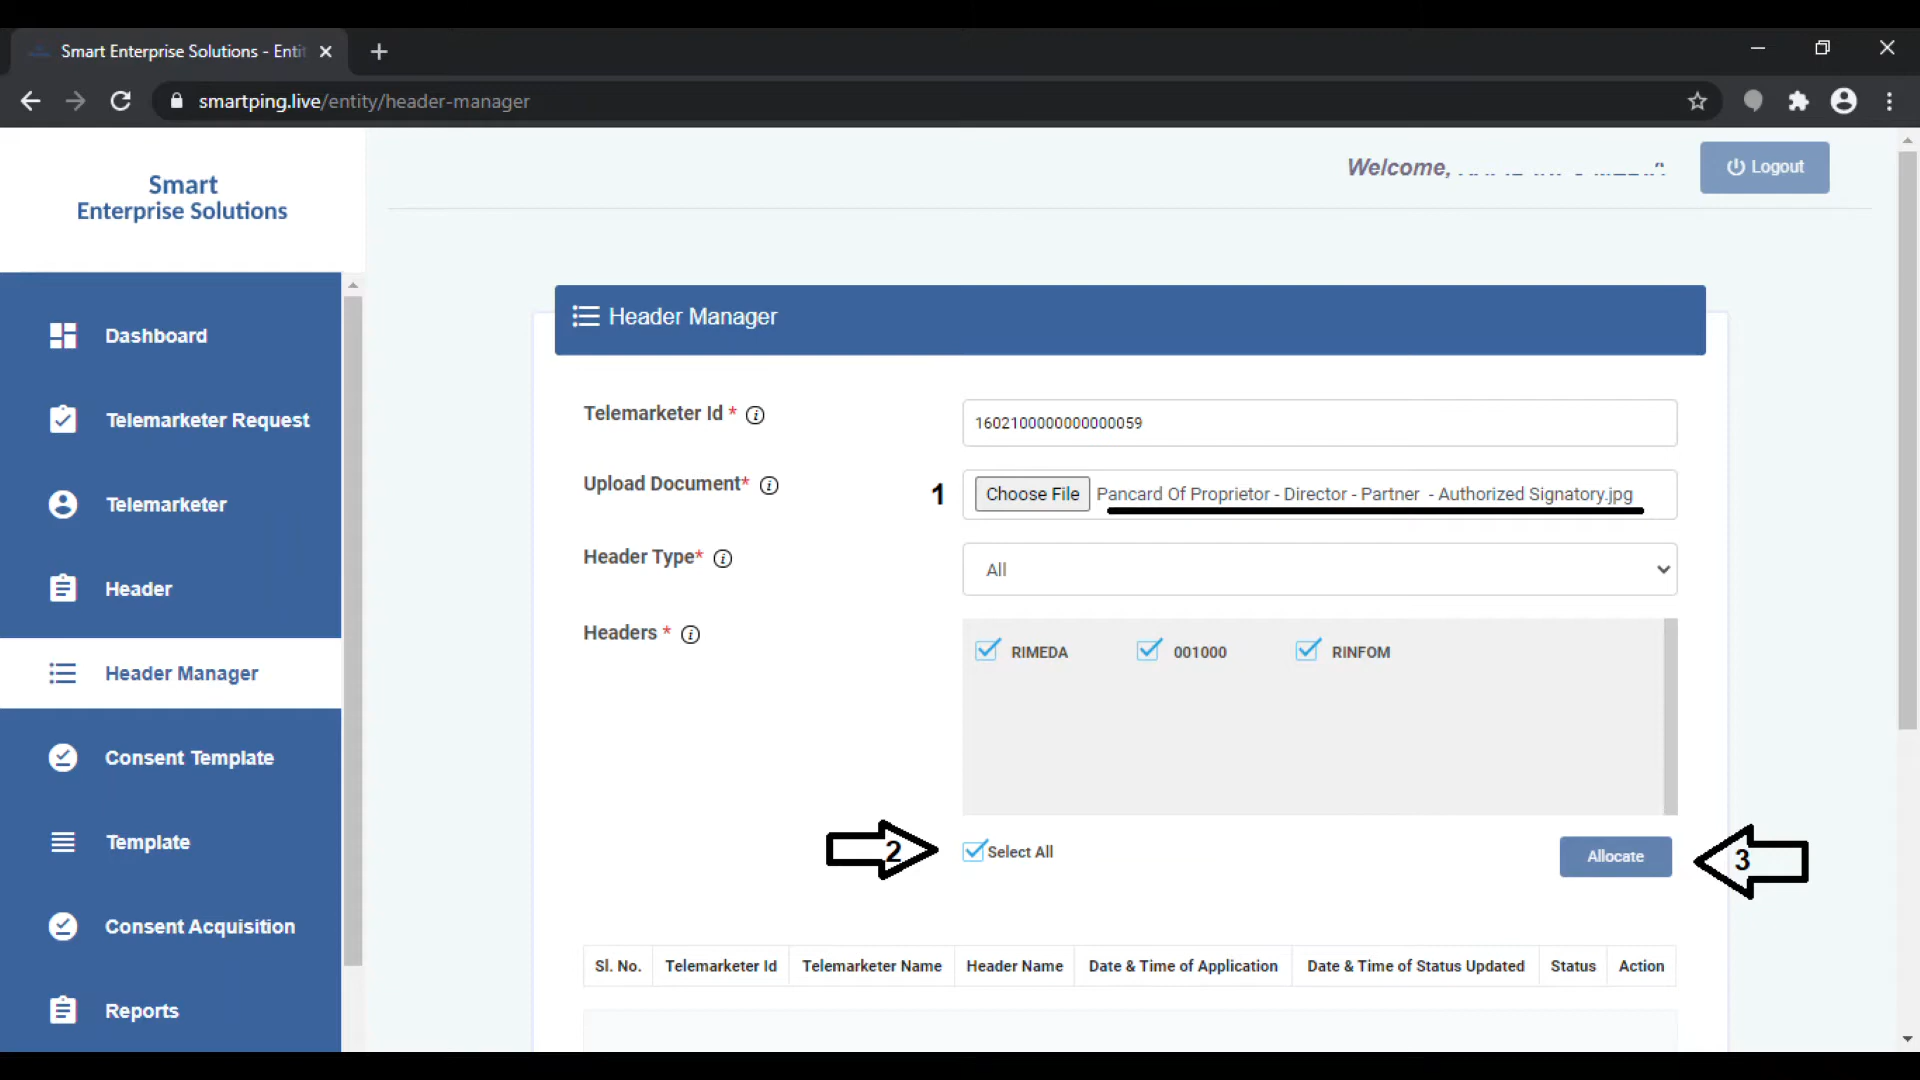 Smart Enterprise Solutions - Enti
smartping.live/entity/header-manager
Smart
Enterprise Solutions
Welcome,
Logout
Dashboard
Telemarketer Request
Telemarketer
Header
Header Manager
Consent Template
Template
Consent Acquisition
Reports
Header Manager
Telemarketer Id *
1602100000000000059
Upload Document*
1
Choose File Pancard Of Proprietor - Director - Partner - Authorized Signatory.jpg
Header Type*
All
Headers *
RIMEDA 001000 RINFOM
2
Select All
Allocate
3
Sl. No. Telemarketer Id Telemarketer Name Header Name Date & Time of Application Date & Time of Status Updated Status Action